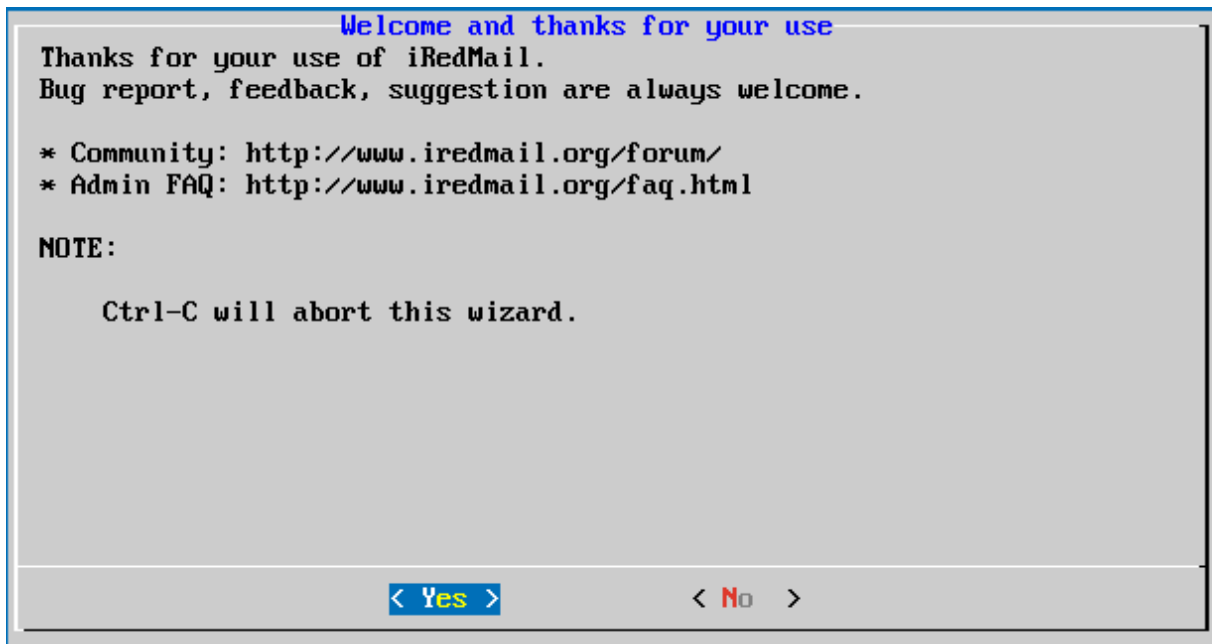 Welcome and thanks for your use
Thanks for your use of iRedMail.
Bug report, feedback, suggestion are always welcome.
* Community: http://www.iredmail.org/forum/
* Admin FAQ: http://www.iredmail.org/faq.html
NOTE:
Ctrl-C will abort this wizard.
< Yes > < No >